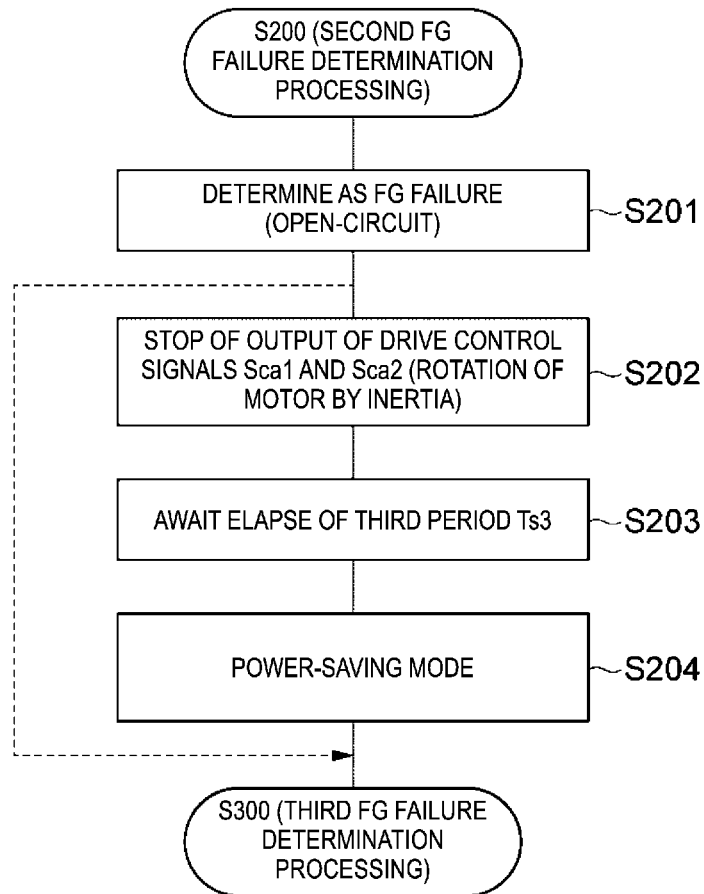 S200 (SECOND FG
FAILURE DETERMINATION
PROCESSING)
DETERMINE AS FG FAILURE
(OPEN-CIRCUIT)
S201
STOP OF OUTPUT OF DRIVE CONTROL
SIGNALS Sca1 AND Sca2 (ROTATION OF
MOTOR BY INERTIA)
S202
AWAIT ELAPSE OF THIRD PERIOD Ts3
S203
POWER-SAVING MODE
S204
S300 (THIRD FG FAILURE
DETERMINATION
PROCESSING)